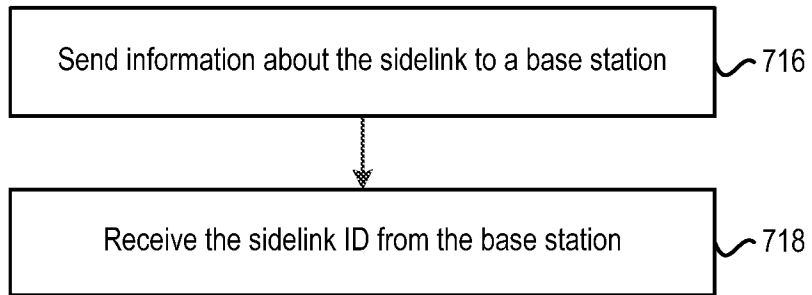 Send information about the sidelink to a base station
716
Receive the sidelink ID from the base station
718